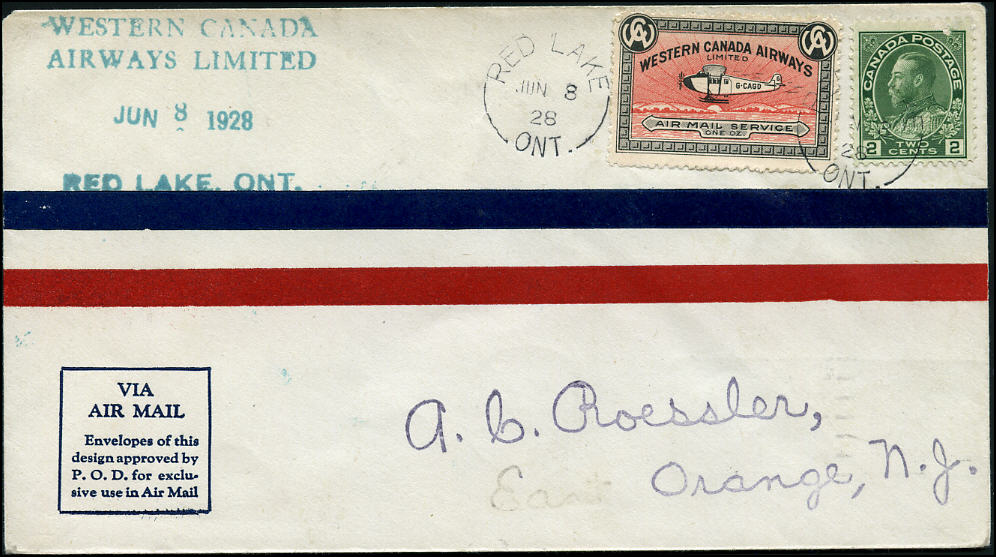 WESTERN CANADA
AIRWAYS LIMITED
JUN 8 1928
RED LAKE, ONT.
RED LAKE
JUN 8
28
ONT.
WESTERN CANADA AIRWAYS
LIMITED
G-CAGD
AIR MAIL SERVICE
ONE OZ.
CANADA POSTAGE
2 TWO CENTS 2
28
ONT.
VIA
AIR MAIL
Envelopes of this
design approved by
P. O. D. for exclu-
sive use in Air Mail
A. C. Roessler,
East Orange, N. J.